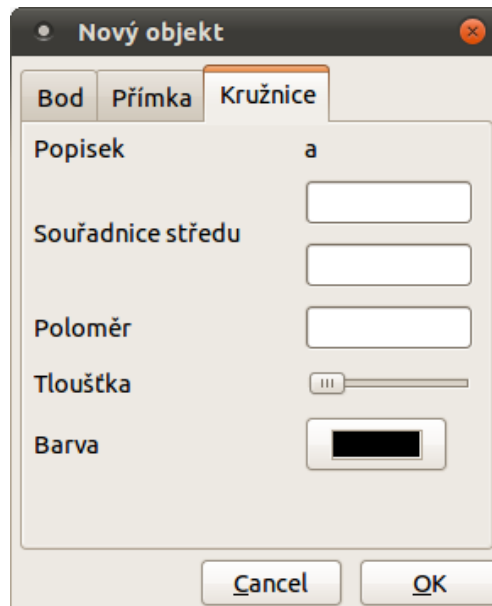 Nový objekt
Bod Přímka Kružnice
Popisek a
Souřadnice středu
Poloměr
Tloušťka
Barva
Cancel OK